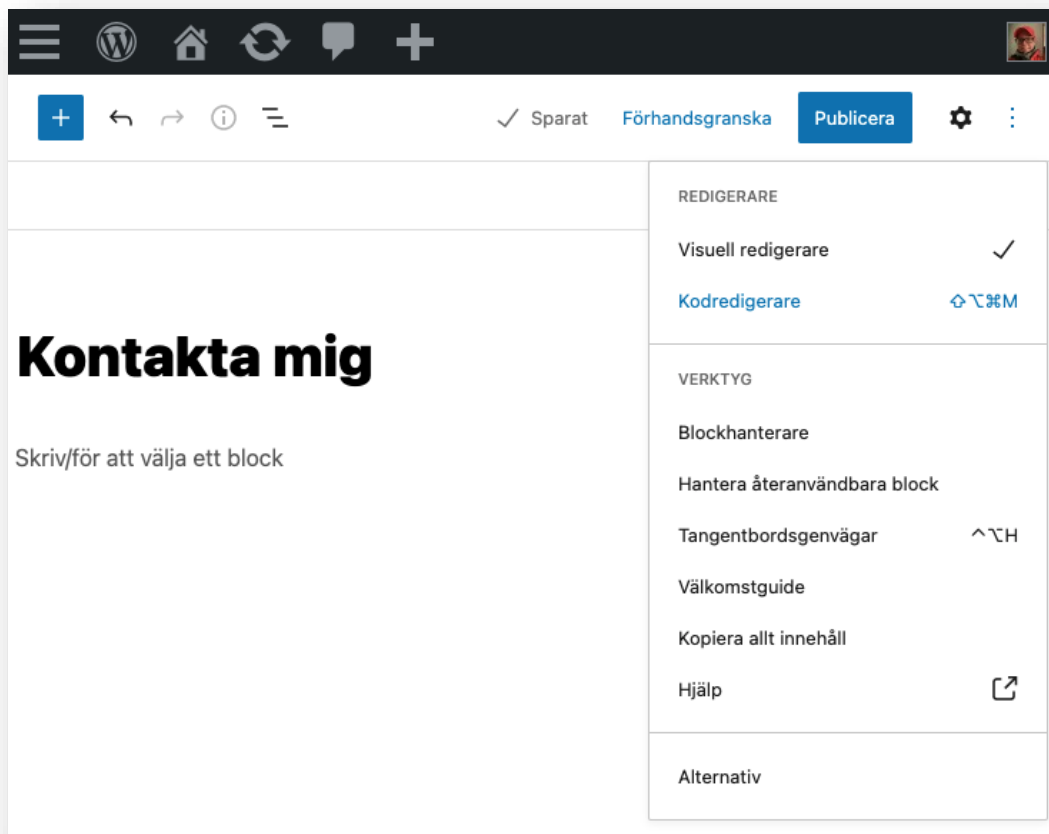 Sparat Förhandsgranska Publicera
REDIGERARE
Visuell redigerare
Kodredigerare ⇧⌥⌘M
Kontakta mig
Skriv/för att välja ett block
VERKTYG
Blockhanterare
Hantera återanvändbara block
Tangentbordsgenvägar ^⌥H
Välkomstguide
Kopiera allt innehåll
Hjälp
Alternativ